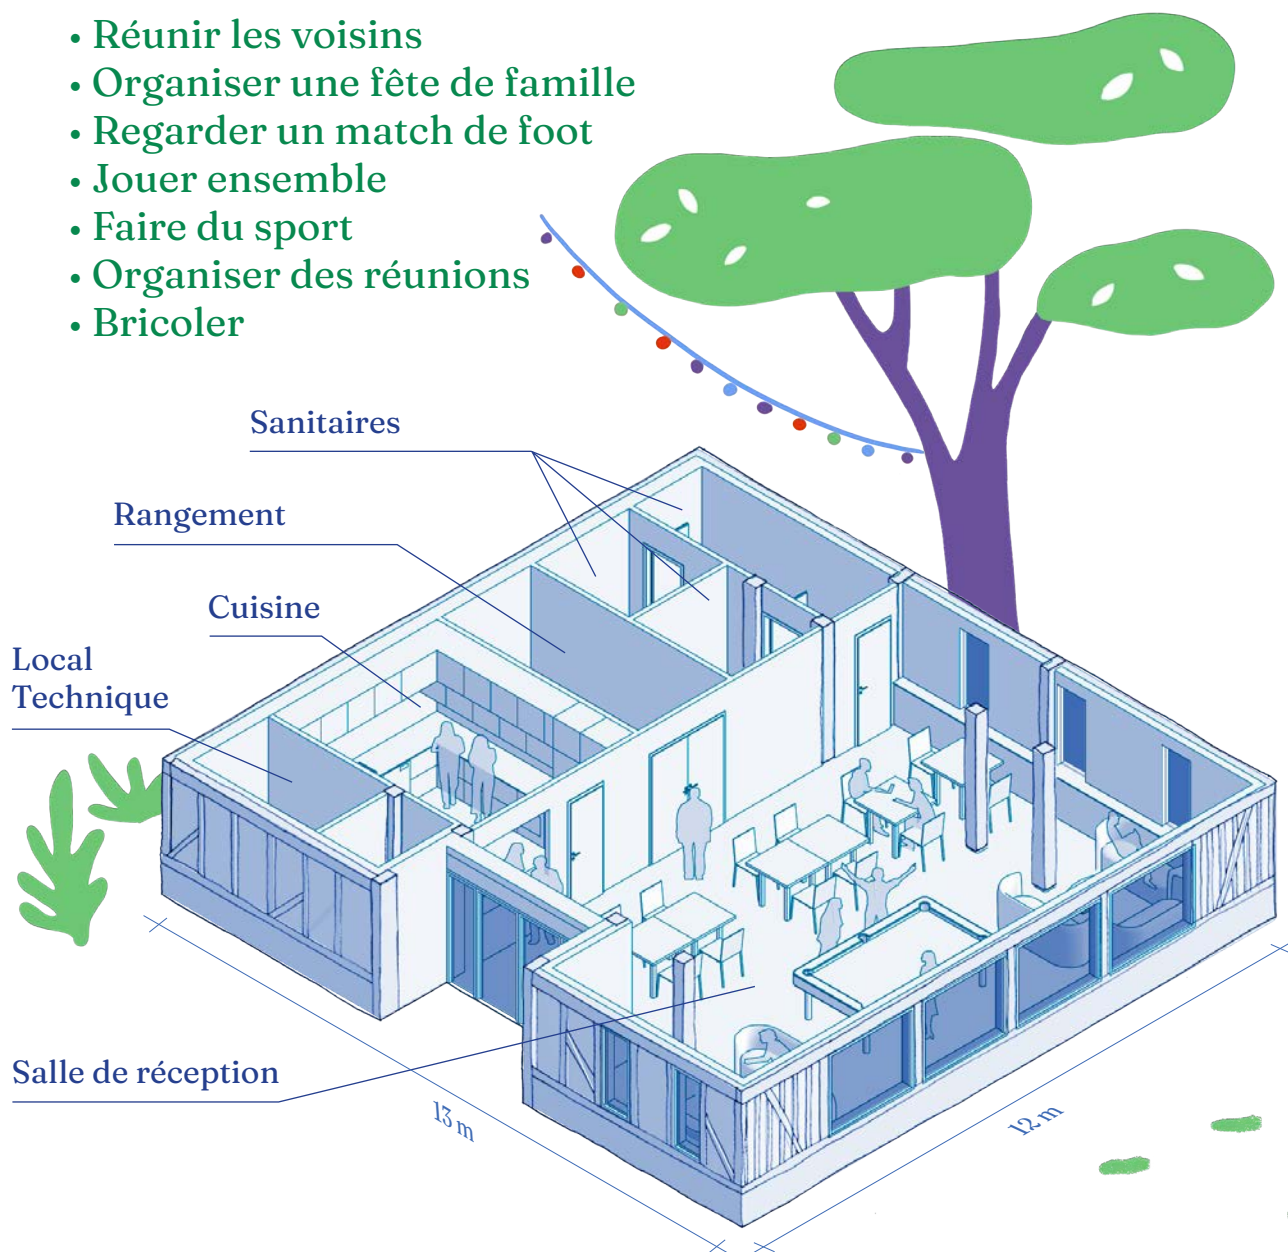 • Réunir les voisins
• Organiser une fête de famille
• Regarder un match de foot
• Jouer ensemble
• Faire du sport
• Organiser des réunions
• Bricoler
Sanitaires
Rangement
Cuisine
Local
Technique
Salle de réception
13 m
12 m